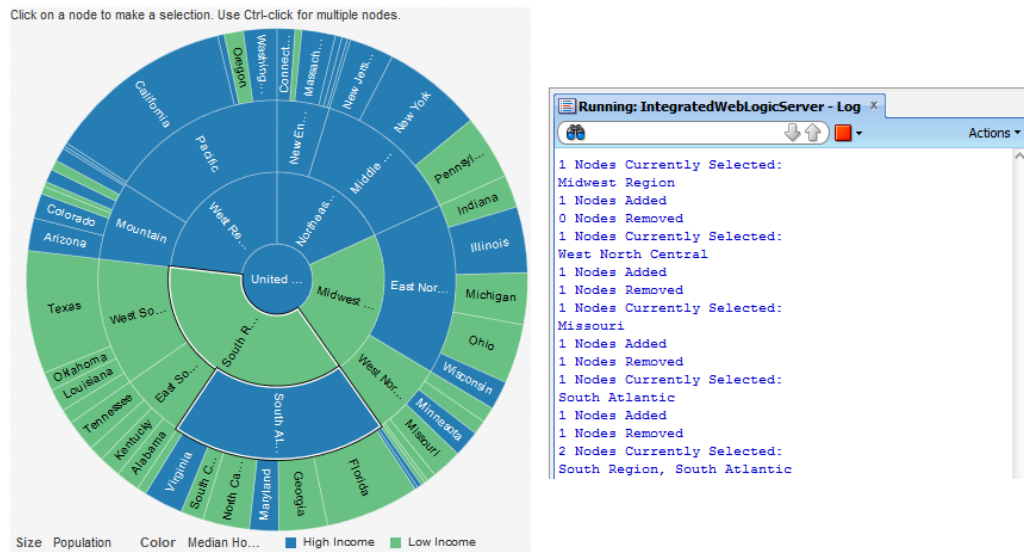 Click on a node to make a selection. Use Ctrl-click for multiple nodes.
United ...
West Re...
Northeas...
Midwest ...
South R...
Pacific
New En...
Middle ...
East Nor...
West Nor...
South At...
East So...
West So...
Mountain
California
Oregon
Washing...
Connect...
Massach...
New Jers...
New York
Pennsyl...
Indiana
Illinois
Michigan
Ohio
Wisconsin
Minnesota
Missouri
Florida
Georgia
Maryland
North Ca...
South C...
Virginia
Alabama
Kentucky
Tennessee
Louisiana
Oklahoma
Texas
Arizona
Colorado
Size Population Color Median Ho... High Income Low Income
Running: IntegratedWebLogicServer - Log x
Actions
1 Nodes Currently Selected:
Midwest Region
1 Nodes Added
0 Nodes Removed
1 Nodes Currently Selected:
West North Central
1 Nodes Added
1 Nodes Removed
1 Nodes Currently Selected:
Missouri
1 Nodes Added
1 Nodes Removed
1 Nodes Currently Selected:
South Atlantic
1 Nodes Added
1 Nodes Removed
2 Nodes Currently Selected:
South Region, South Atlantic